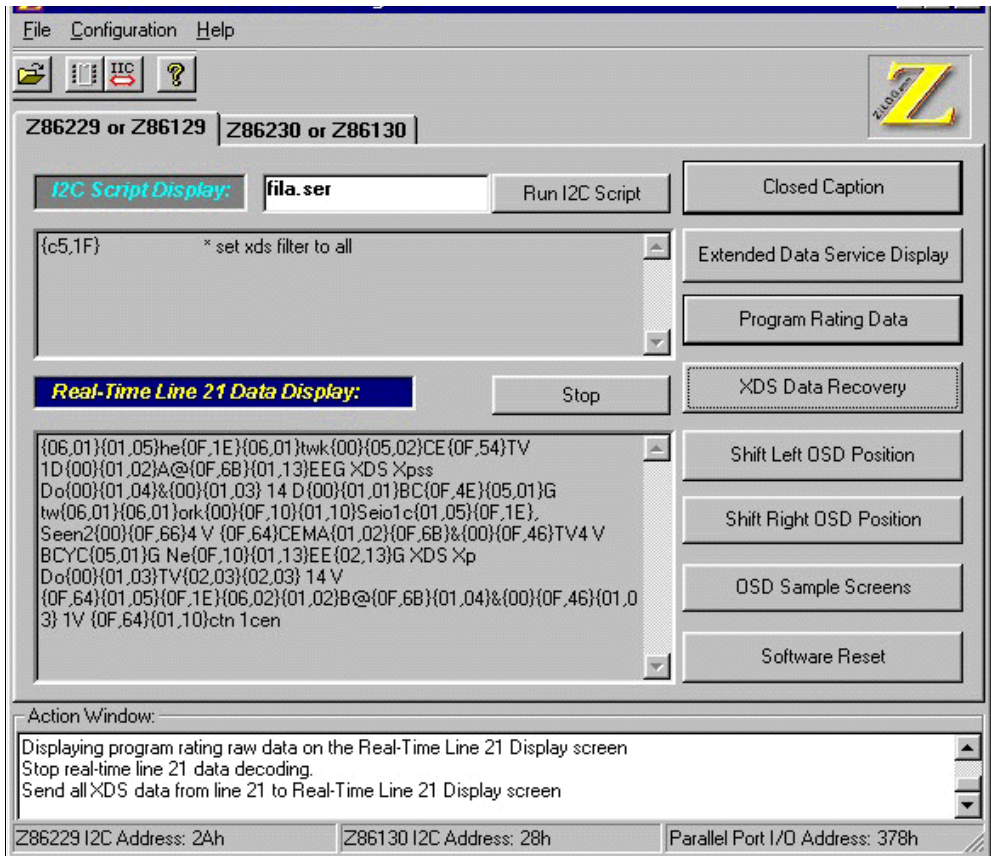 File Configuration Help
IIC
?
ZiLOG.com
Z
Z86229 or Z86129
Z86230 or Z86130
I2C Script Display:
fila.ser
Run I2C Script
Closed Caption
{c5,1F} * set xds filter to all
Extended Data Service Display
Program Rating Data
Real-Time Line 21 Data Display:
Stop
XDS Data Recovery
{06,01}{01,05}he{0F,1E}{06,01}twk{00}{05,02}CE{0F,54}TV
1D{00}{01,02}A@{0F,6B}{01,13}EEG XDS Xpss
Do{00}{01,04}&{00}{01,03} 14 D{00}{01,01}BC{0F,4E}{05,01}G
tw{06,01}{06,01}ork{00}{0F,10}{01,10}Seio1c{01,05}{0F,1E},
Seen2{00}{0F,66}4 V {0F,64}CEMA{01,02}{0F,6B}&{00}{0F,46}TV4 V
BCYC{05,01}G Ne{0F,10}{01,13}EE{02,13}G XDS Xp
Do{00}{01,03}TV{02,03}{02,03} 14 V
{0F,64}{01,05}{0F,1E}{06,02}{01,02}B@{0F,6B}{01,04}&{00}{0F,46}{01,0
3} 1V {0F,64}{01,10}ctn 1cen
Shift Left OSD Position
Shift Right OSD Position
OSD Sample Screens
Software Reset
Action Window:
Displaying program rating raw data on the Real-Time Line 21 Display screen
Stop real-time line 21 data decoding.
Send all XDS data from line 21 to Real-Time Line 21 Display screen
Z86229 I2C Address: 2Ah
Z86130 I2C Address: 28h
Parallel Port I/O Address: 378h